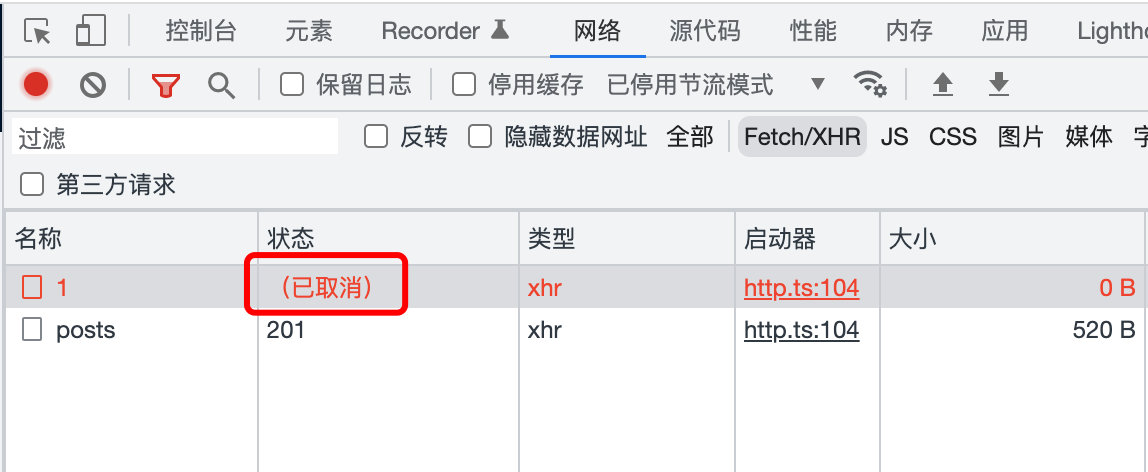 控制台 元素 Recorder 网络 源代码 性能 内存 应用 Lightho
保留日志 停用缓存 已停用节流模式
过滤 反转 隐藏数据网址 全部 Fetch/XHR JS CSS 图片 媒体
第三方请求
名称 状态 类型 启动器 大小
1 （已取消） xhr http.ts:104 0 B
posts 201 xhr http.ts:104 520 B